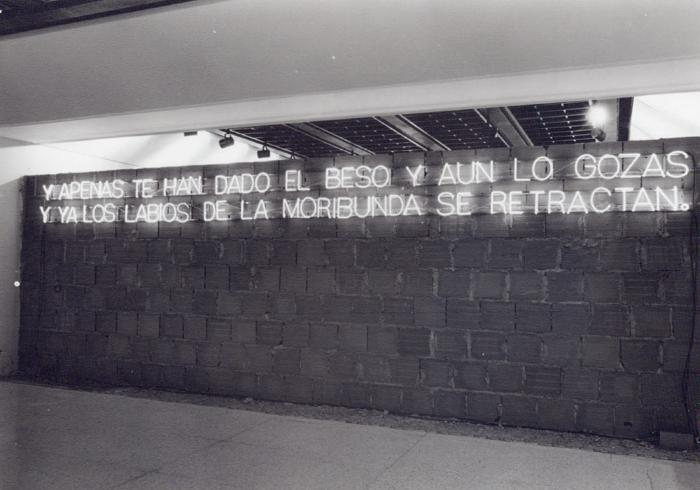 Y APENAS TE HAN DADO EL BESO Y AUN LO GOZAS
Y YA LOS LABIOS DE LA MORIBUNDA SE RETRACTAN.